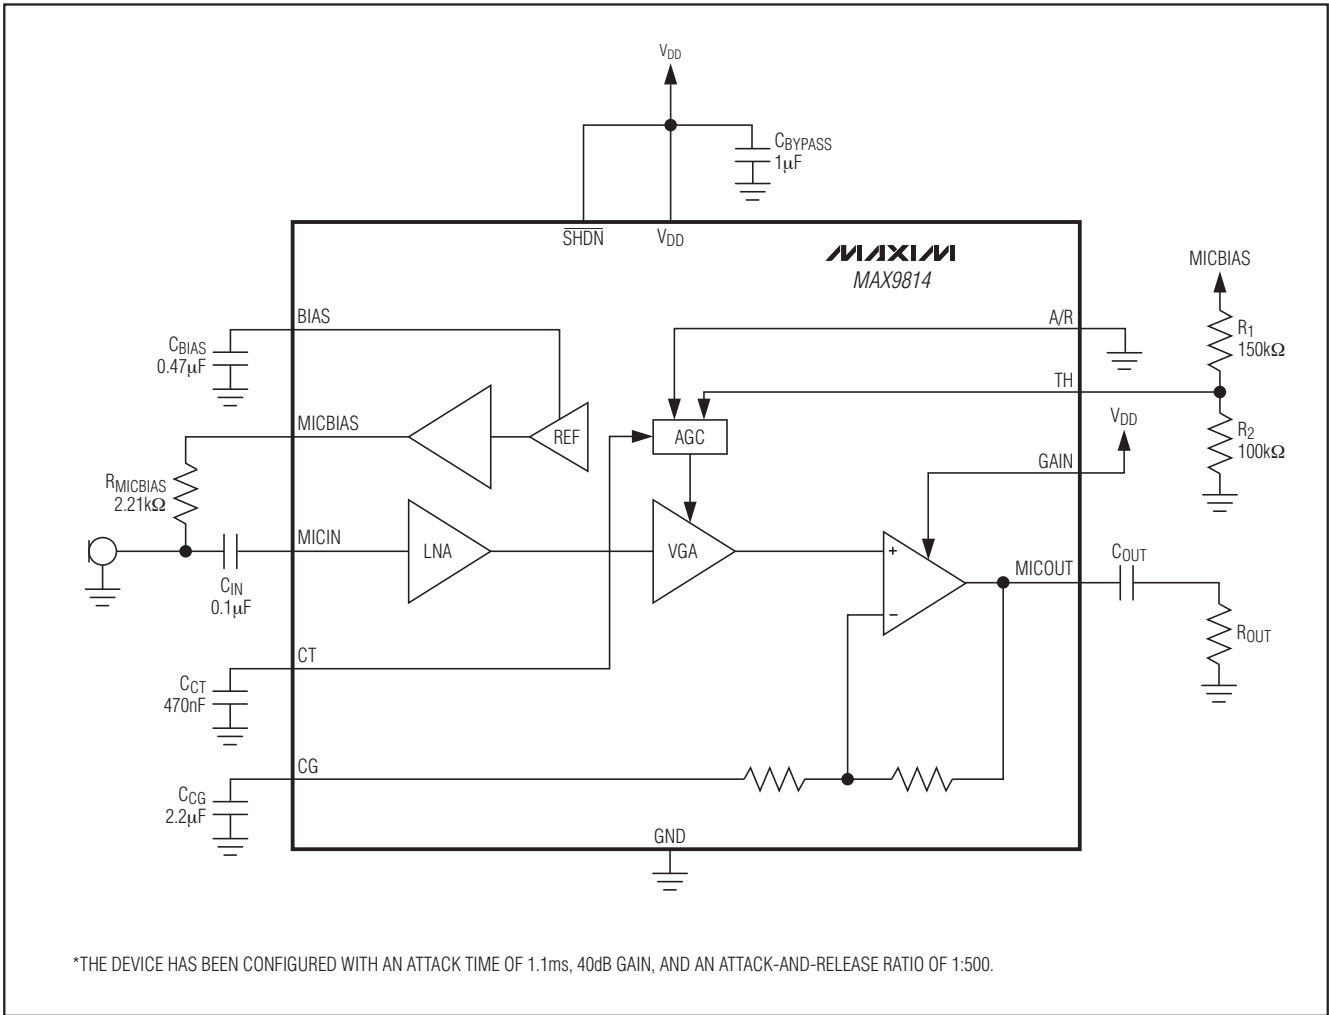 VDD
CBYPASS
1µF
SHDN
VDD
MAXIM
MAX9814
MICBIAS
BIAS
A/R
R1
150kΩ
CBIAS
0.47µF
TH
MICBIAS
REF
AGC
VDD
R2
100kΩ
GAIN
RMICBIAS
2.21kΩ
MICIN
LNA
VGA
+
−
MICOUT
COUT
CIN
0.1µF
ROUT
CT
CCT
470nF
CG
CCG
2.2µF
GND
*THE DEVICE HAS BEEN CONFIGURED WITH AN ATTACK TIME OF 1.1ms, 40dB GAIN, AND AN ATTACK-AND-RELEASE RATIO OF 1:500.